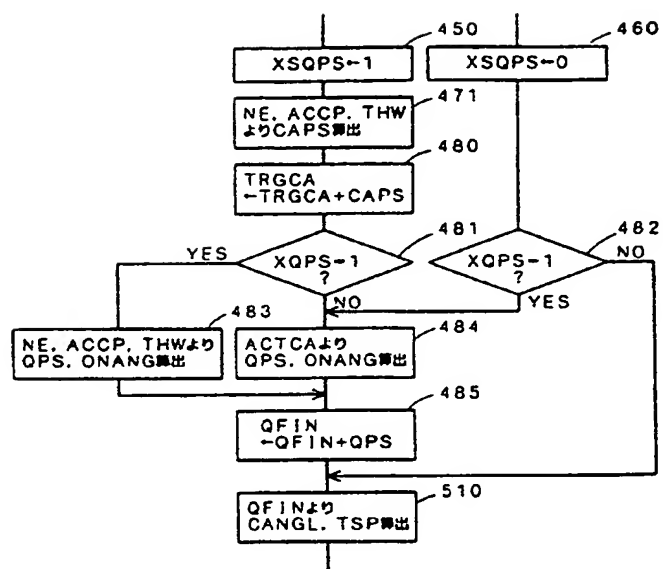 450
460
XSQPS←1
XSQPS←0
471
NE. ACCP. THW
よりCAPS算出
480
TRGCA
←TRGCA+CAPS
481
482
YES
XQPS=1
?
XQPS=1
?
NO
NO
YES
483
484
NE. ACCP. THWより
QPS. ONANG算出
ACTCAより
QPS. ONANG算出
485
QFIN
←QFIN+QPS
510
QFINより
CANGL. TSP算出